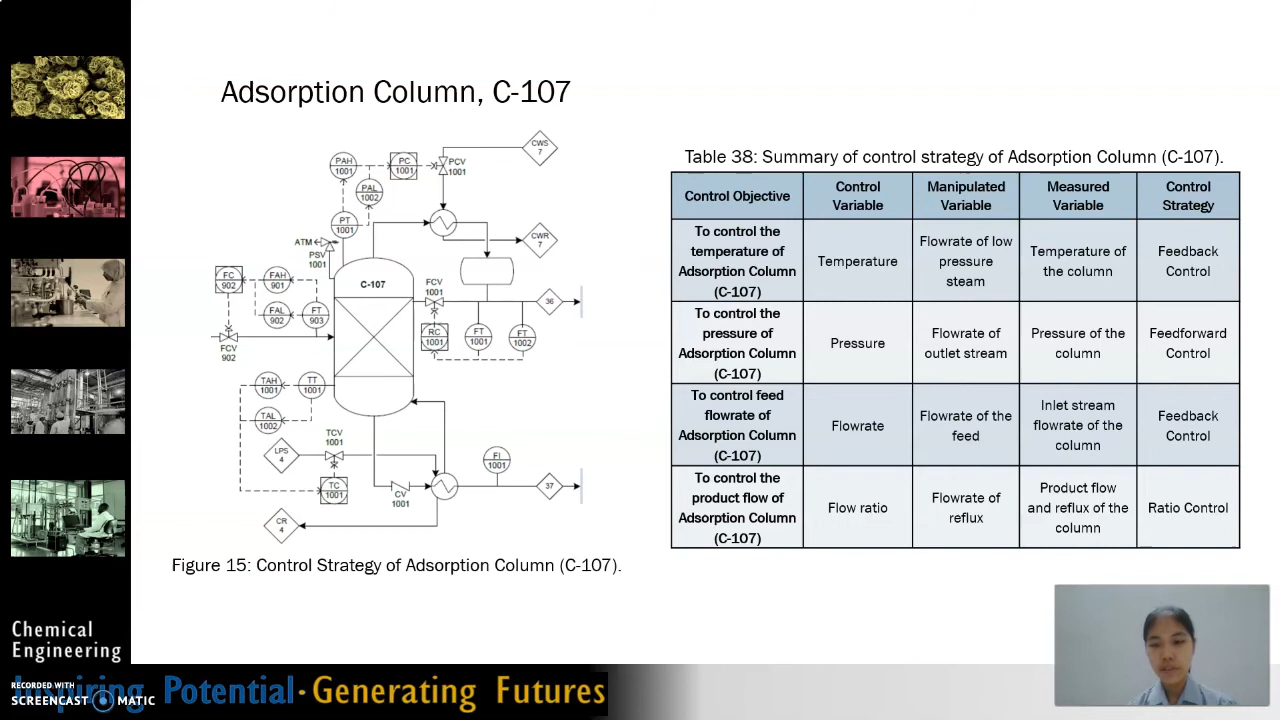 Adsorption Column, C-107
CWS
7
PAH
1001
PC
1001
PCV
1001
PAL
1002
PT
1001
CWR
7
ATM
PSV
1001
FC
902
FAH
901
C-107
FCV
1001
36
FAL
902
FT
903
RC
1001
FT
1001
FT
1002
FCV
902
TAH
1001
TT
1001
TAL
1002
TCV
1001
LPS
4
FI
1001
TC
1001
CV
1001
37
CR
4
Figure 15: Control Strategy of Adsorption Column (C-107).
Table 38: Summary of control strategy of Adsorption Column (C-107).
Control Objective
Control
Variable
Manipulated
Variable
Measured
Variable
Control
Strategy
To control the
temperature of
Adsorption Column
(C-107)
Temperature
Flowrate of low
pressure
steam
Temperature of
the column
Feedback
Control
To control the
pressure of
Adsorption Column
(C-107)
Pressure
Flowrate of
outlet stream
Pressure of the
column
Feedforward
Control
To control feed
flowrate of
Adsorption Column
(C-107)
Flowrate
Flowrate of the
feed
Inlet stream
flowrate of the
column
Feedback
Control
To control the
product flow of
Adsorption Column
(C-107)
Flow ratio
Flowrate of
reflux
Product flow
and reflux of the
column
Ratio Control
Chemical
Engineering
Inspiring Potential · Generating Futures
RECORDED WITH
SCREENCAST MATIC